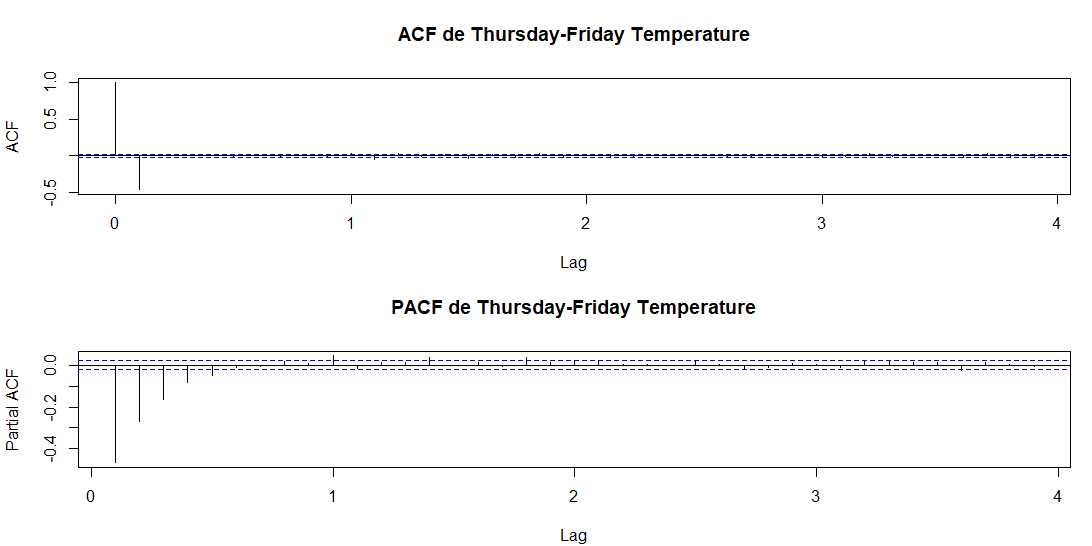 ACF de Thursday-Friday Temperature
ACF
1.0
0.5
-0.5
0 1 2 3 4
Lag
PACF de Thursday-Friday Temperature
Partial ACF
0.0
-0.2
-0.4
0 1 2 3 4
Lag